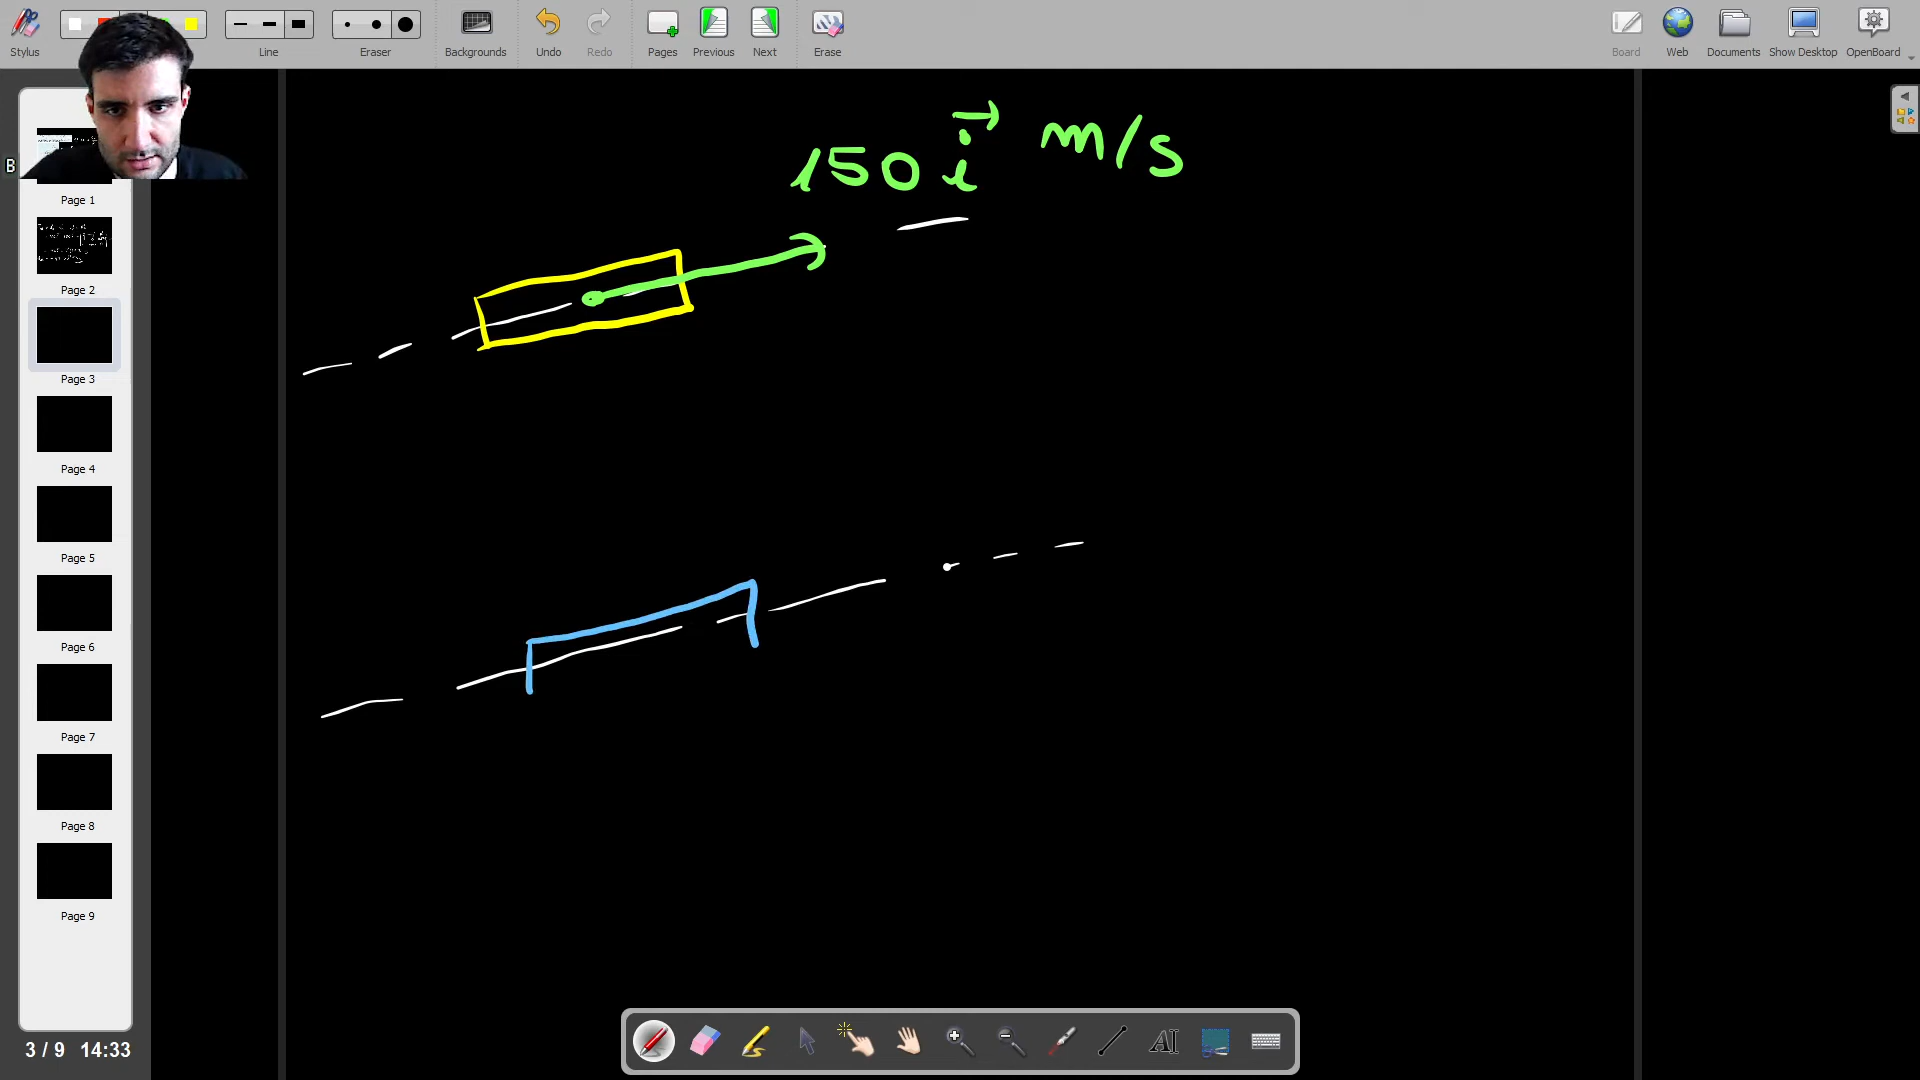 Stylus
Line
Eraser
Backgrounds
Undo
Redo
Pages
Previous
Next
Erase
Board
Web
Documents
Show Desktop
OpenBoard
B
Page 1
Page 2
Page 3
Page 4
Page 5
Page 6
Page 7
Page 8
Page 9
3 / 9 14:33
150 i⃗ m/s
AI